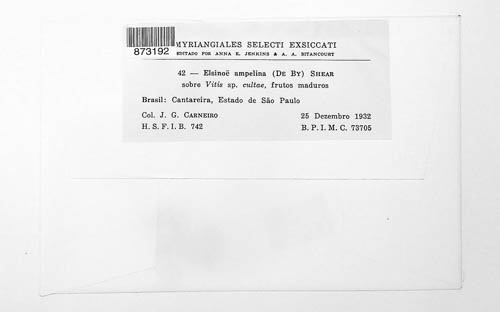 873192
MYRIANGIALES SELECTI EXSICCATI
EDITADO POR ANNA E. JENKINS & A. A. BITANCOURT
42 — Elsinoë ampelina (DE BY) SHEAR
sobre Vitis sp. cultae, frutos maduros
Brasil: Cantareira, Estado de São Paulo
Col. J. G. CARNEIRO 25 Dezembro 1932
H. S. F. I. B. 742 B. P. I. M. C. 73705